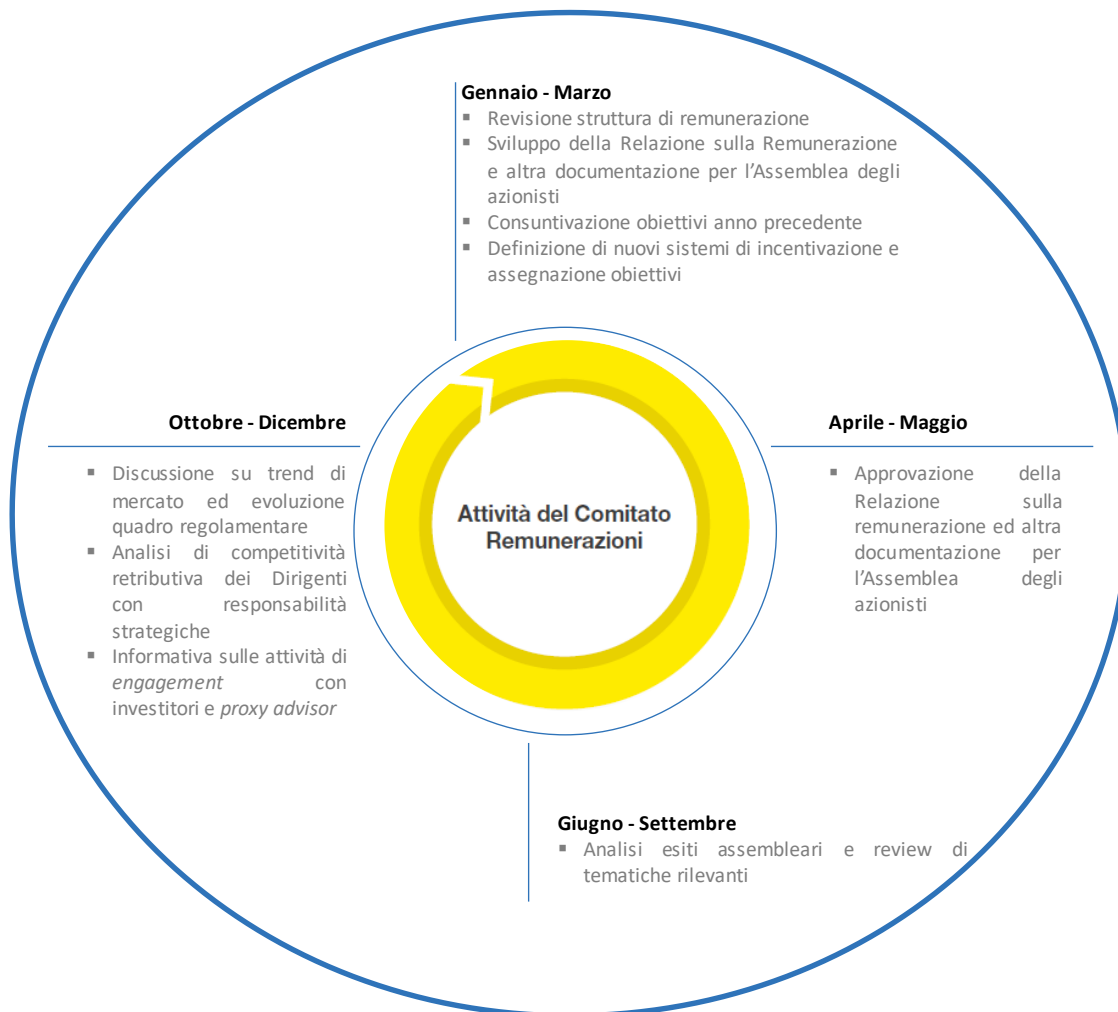 Gennaio - Marzo
▪ Revisione struttura di remunerazione
▪ Sviluppo della Relazione sulla Remunerazione
e altra documentazione per l'Assemblea degli
azionisti
▪ Consuntivazione obiettivi anno precedente
▪ Definizione di nuovi sistemi di incentivazione e
assegnazione obiettivi
Ottobre - Dicembre
▪ Discussione su trend di
mercato ed evoluzione
quadro regolamentare
▪ Analisi di competitività
retributiva dei Dirigenti
con responsabilità
strategiche
▪ Informativa sulle attività di
engagement con
investitori e proxy advisor
Attività del Comitato
Remunerazioni
Aprile - Maggio
▪ Approvazione della
Relazione sulla
remunerazione ed altra
documentazione per
l'Assemblea degli
azionisti
Giugno - Settembre
▪ Analisi esiti assembleari e review di
tematiche rilevanti